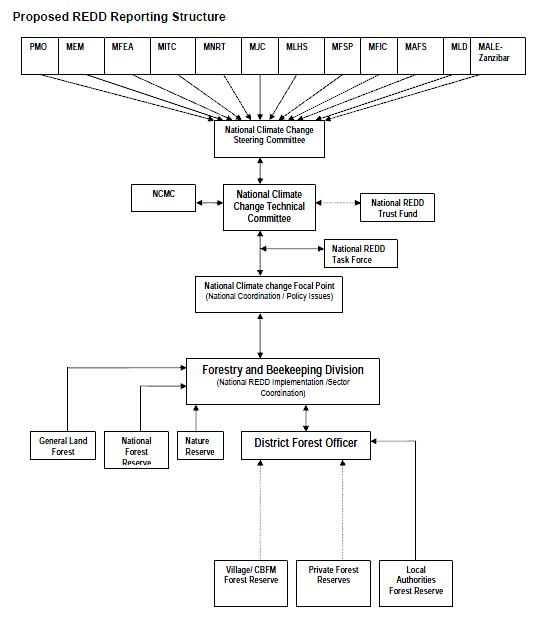 Proposed REDD Reporting Structure
PMO MEM MFEA MITC MNRT MJC MLHS MFSP MFIC MAFS MLD MALE-
Zanzibar
National Climate Change
Steering Committee
NCMC
National Climate
Change Technical
Committee
National REDD
Trust Fund
National REDD
Task Force
National Climate change Focal Point
(National Coordination / Policy Issues)
Forestry and Beekeeping Division
(National REDD Implementation /Sector
Coordination)
General Land
Forest
National
Forest
Reserve
Nature
Reserve
District Forest Officer
Village/ CBFM
Forest Reserve
Private Forest
Reserves
Local
Authorities
Forest Reserve